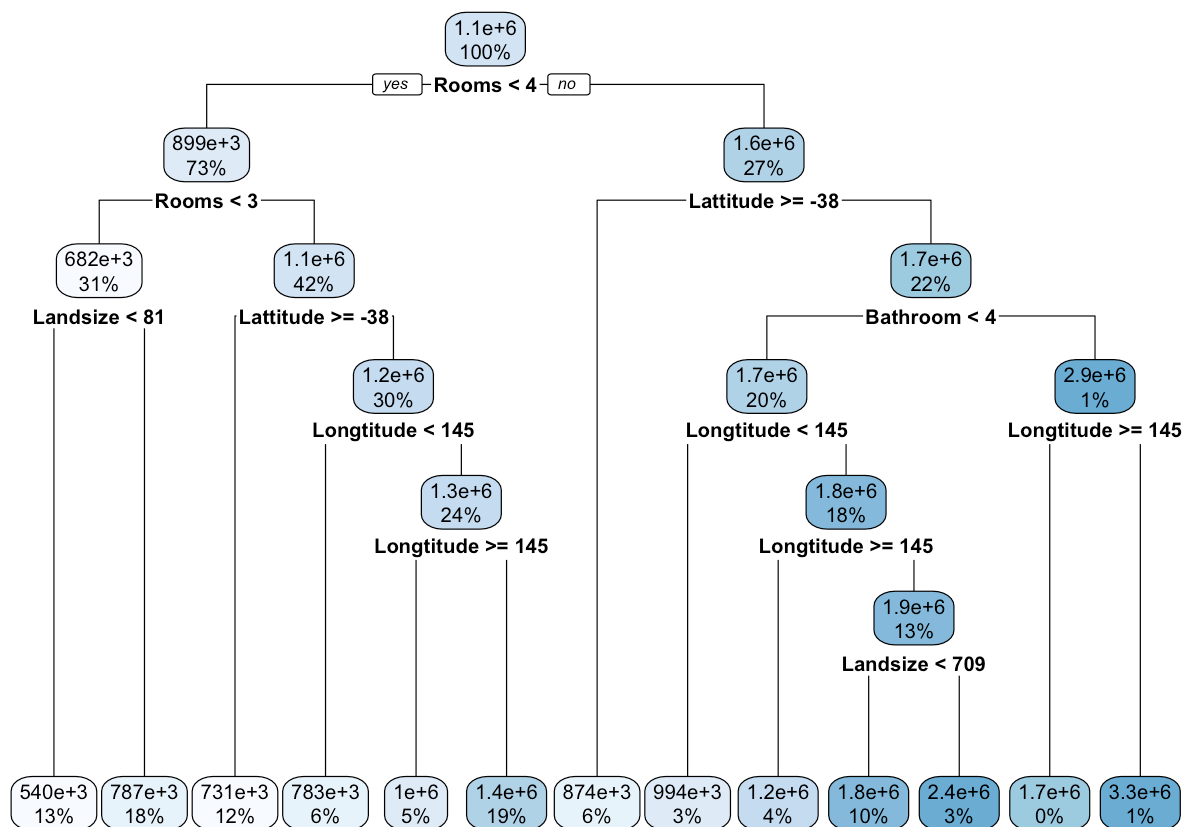 1.1e+6
100%
yes Rooms < 4 no
899e+3 1.6e+6
73% 27%
Rooms < 3 Lattitude >= -38
682e+3 1.1e+6 1.7e+6
31% 42% 22%
Landsize < 81 Lattitude >= -38 Bathroom < 4
1.2e+6 1.7e+6 2.9e+6
30% 20% 1%
Longtitude < 145 Longtitude < 145 Longtitude >= 145
1.3e+6 1.8e+6
24% 18%
Longtitude >= 145 Longtitude >= 145
1.9e+6
13%
Landsize < 709
540e+3 787e+3 731e+3 783e+3 1e+6 1.4e+6 874e+3 994e+3 1.2e+6 1.8e+6 2.4e+6 1.7e+6 3.3e+6
13% 18% 12% 6% 5% 19% 6% 3% 4% 10% 3% 0% 1%